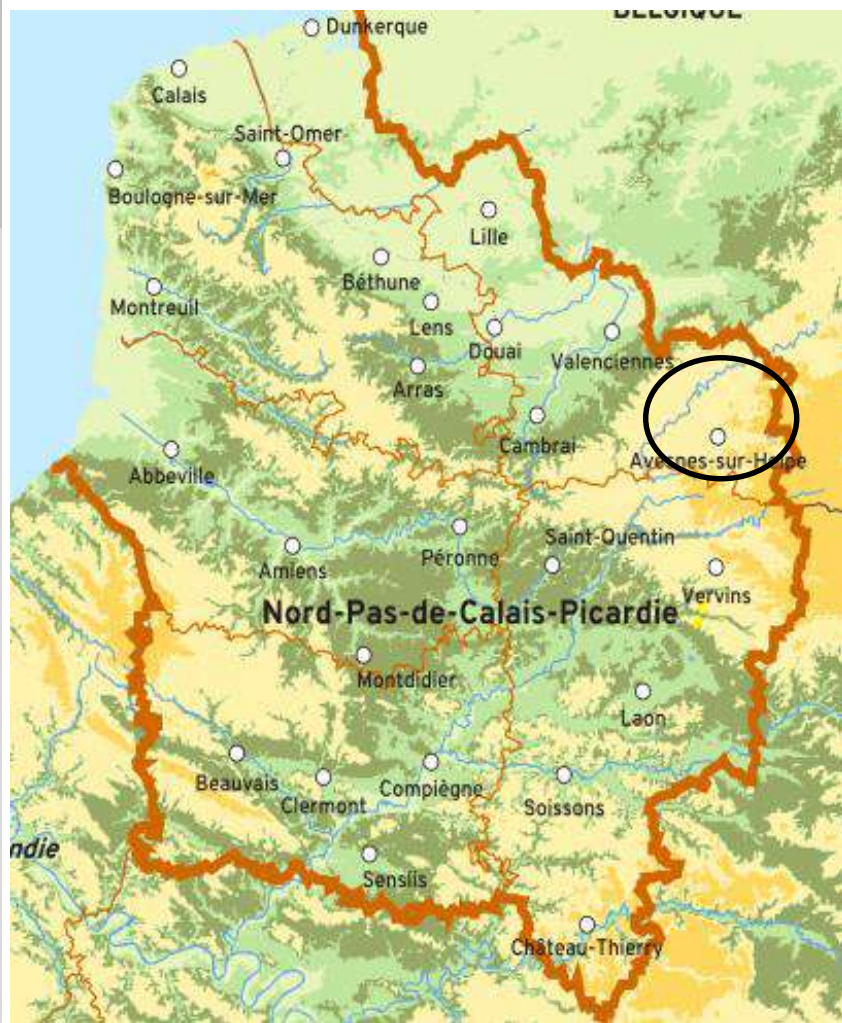 BELGIQUE
Dunkerque
Calais
Saint-Omer
Boulogne-sur-Mer
Lille
Béthune
Montreuil
Lens
Douai
Valenciennes
Arras
Cambrai
Avesnes-sur-Helpe
Abbeville
Saint-Quentin
Péronne
Amiens
Vervins
Nord-Pas-de-Calais-Picardie
Montdidier
Laon
Beauvais
Clermont
Compiègne
Soissons
ndie
Senslis
Château-Thierry